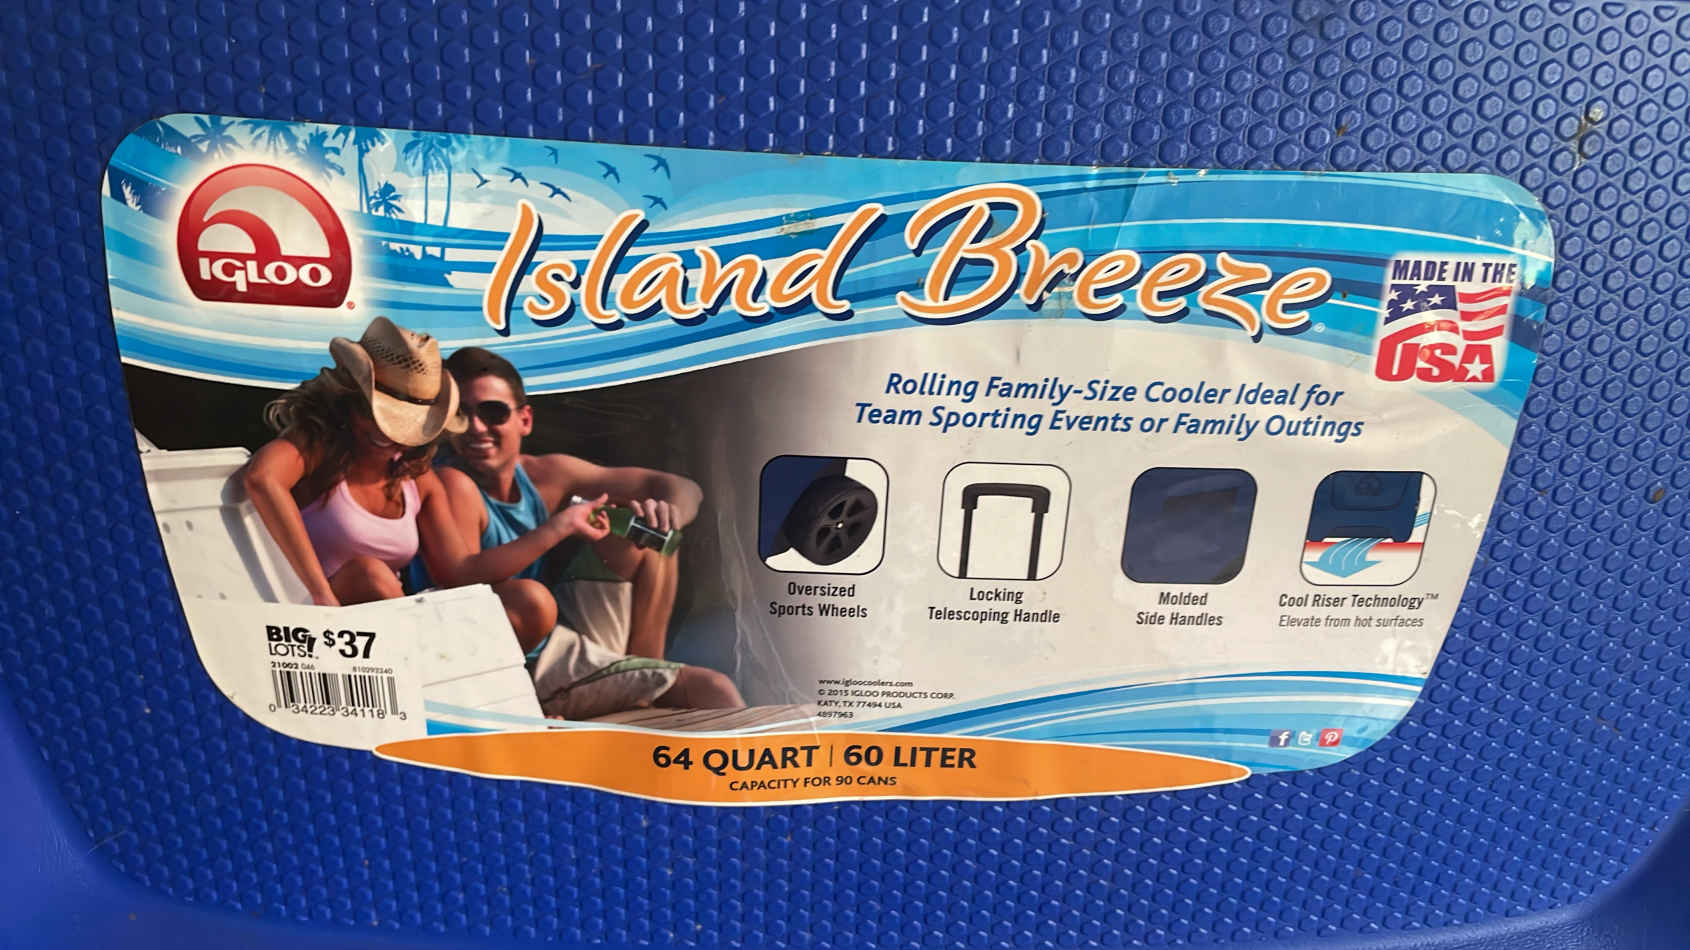 IGLOO
Island Breeze
MADE IN THE
USA
Rolling Family-Size Cooler Ideal for
Team Sporting Events or Family Outings
Oversized
Sports Wheels
Locking
Telescoping Handle
Molded
Side Handles
Cool Riser Technology™
Elevate from hot surfaces
BIG
LOTS! $37
21002 046 810292340
0 34223 34118 3
www.igloocoolers.com
© 2015 IGLOO PRODUCTS CORP.
KATY, TX 77494 USA
4897963
64 QUART | 60 LITER
CAPACITY FOR 90 CANS